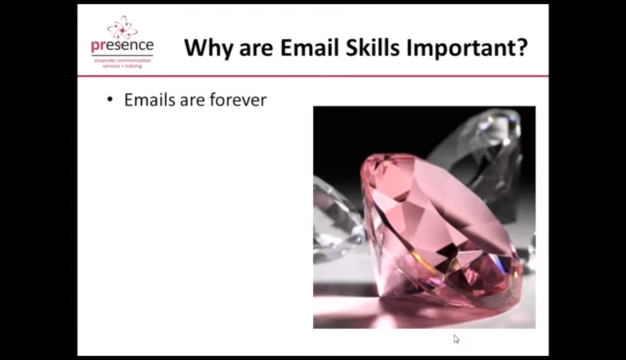 presence
corporate communication
services + training
Why are Email Skills Important?
• Emails are forever